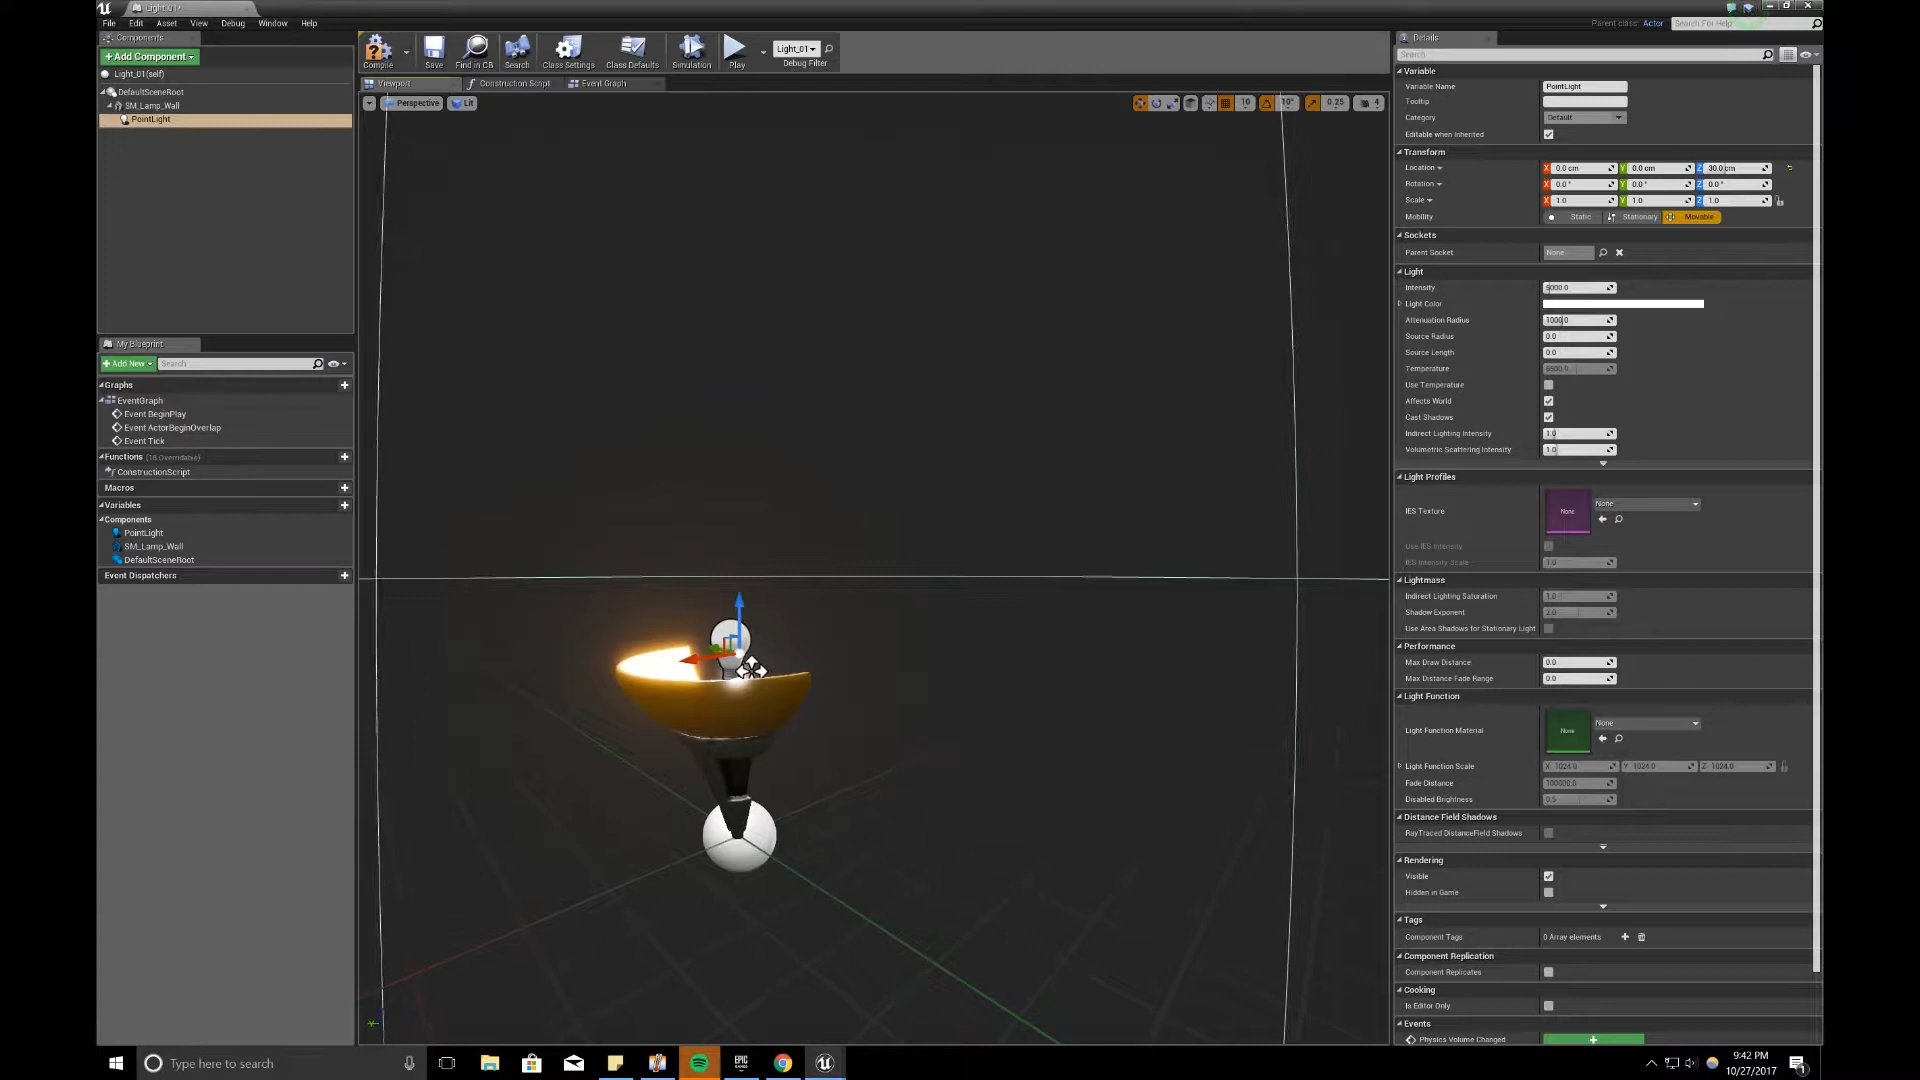 Light_01*
File Edit Asset View Debug Window Help
Parent class: Actor Search For Help
Components
+Add Component
Light_01(self)
DefaultSceneRoot
SM_Lamp_Wall
PointLight
My Blueprint
+Add New Search
Graphs
EventGraph
Event BeginPlay
Event ActorBeginOverlap
Event Tick
Functions (18 Overridable)
ConstructionScript
Macros
Variables
Components
PointLight
SM_Lamp_Wall
DefaultSceneRoot
Event Dispatchers
Compile Save Find in CB Search Class Settings Class Defaults Simulation Play
Light_01
Debug Filter
Viewport Construction Script Event Graph
Perspective Lit
10 10° 0.25 4
Details
Search
Variable
Variable Name PointLight
Tooltip
Category Default
Editable when Inherited
Transform
Location X 0.0 cm Y 0.0 cm Z 30.0 cm
Rotation X 0.0 ° Y 0.0 ° Z 0.0 °
Scale X 1.0 Y 1.0 Z 1.0
Mobility Static Stationary Movable
Sockets
Parent Socket None
Light
Intensity 5000.0
Light Color
Attenuation Radius 1000.0
Source Radius 0.0
Source Length 0.0
Temperature 6500.0
Use Temperature
Affects World
Cast Shadows
Indirect Lighting Intensity 1.0
Volumetric Scattering Intensity 1.0
Light Profiles
IES Texture None None
Use IES Intensity
IES Intensity Scale 1.0
Lightmass
Indirect Lighting Saturation 1.0
Shadow Exponent 2.0
Use Area Shadows for Stationary Light
Performance
Max Draw Distance 0.0
Max Distance Fade Range 0.0
Light Function
Light Function Material None None
Light Function Scale X 1024.0 Y 1024.0 Z 1024.0
Fade Distance 100000.0
Disabled Brightness 0.5
Distance Field Shadows
RayTraced DistanceField Shadows
Rendering
Visible
Hidden in Game
Tags
Component Tags 0 Array elements
Component Replication
Component Replicates
Cooking
Is Editor Only
Events
Physics Volume Changed
Type here to search
EPIC GAMES
9:42 PM
10/27/2017
1